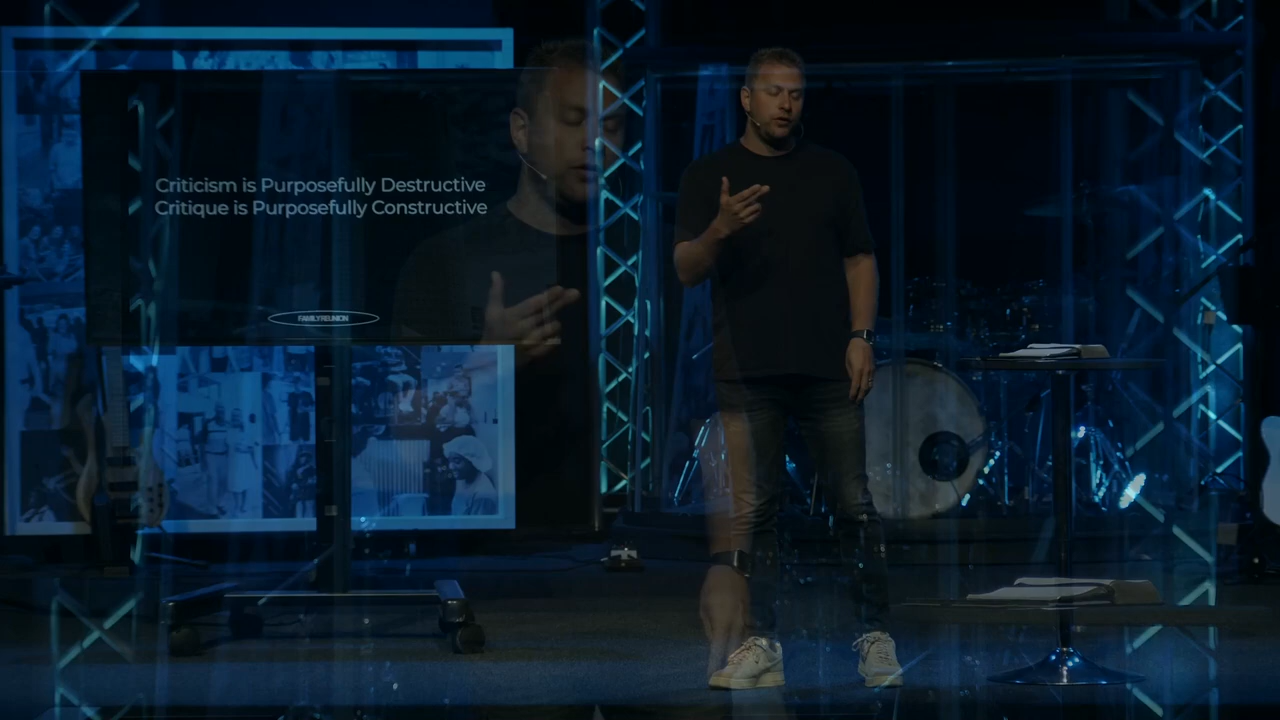 Criticism is Purposefully Destructive
Critique is Purposefully Constructive
FAMILY REUNION